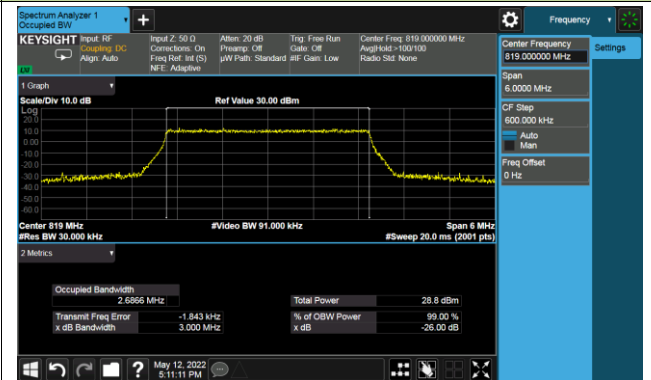 Spectrum Analyzer 1
Occupied BW
+
Frequency
KEYSIGHT
Input: RF
Coupling: DC
Align: Auto
Input Z: 50 Ω
Corrections: On
Freq Ref: Int (S)
NFE: Adaptive
Atten: 20 dB
Preamp: Off
µW Path: Standard
Trig: Free Run
Gate: Off
#IF Gain: Low
Center Freq: 819.000000 MHz
Avg|Hold:>100/100
Radio Std: None
Center Frequency
819.000000 MHz
Settings
Span
6.0000 MHz
CF Step
600.000 kHz
Auto
Man
Freq Offset
0 Hz
1 Graph
Scale/Div 10.0 dB
Ref Value 30.00 dBm
Log
20.0
10.0
0.00
-10.0
-20.0
-30.0
-40.0
-50.0
-60.0
Center 819 MHz
#Video BW 91.000 kHz
Span 6 MHz
#Res BW 30.000 kHz
#Sweep 20.0 ms (2001 pts)
2 Metrics
Occupied Bandwidth
2.6866 MHz
Total Power
28.8 dBm
Transmit Freq Error
-1.843 kHz
% of OBW Power
99.00 %
x dB Bandwidth
3.000 MHz
x dB
-26.00 dB
?
May 12, 2022
5:11:11 PM